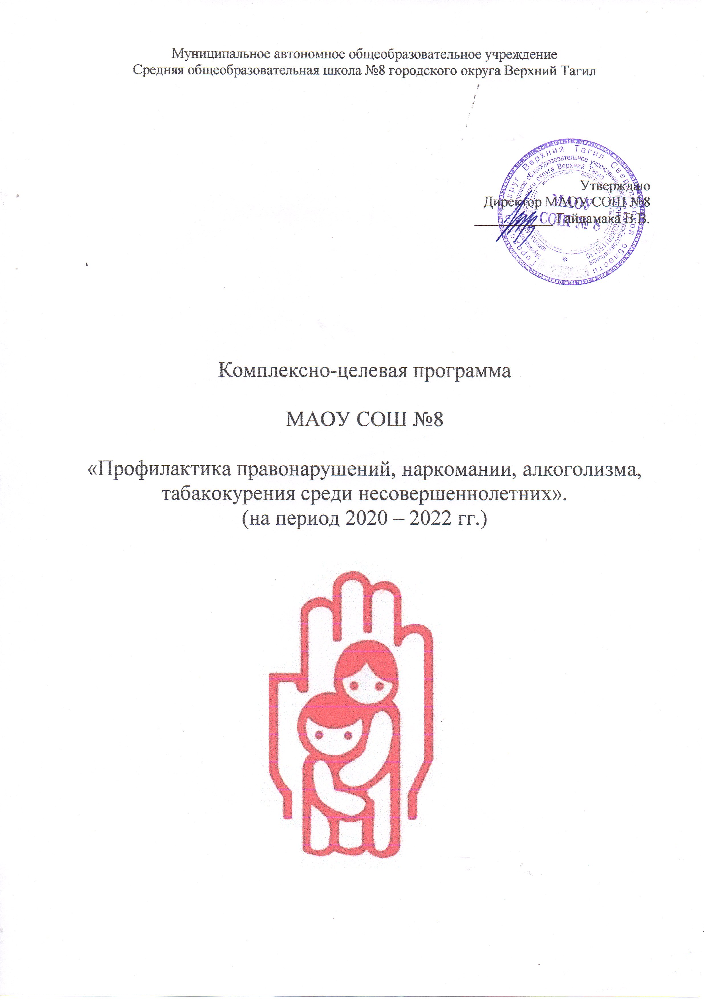 Муниципальное автономное общеобразовательное учреждение
Средняя общеобразовательная школа №8 городского округа Верхний Тагил
Утверждаю
Директор МАОУ СОШ №8
Гайдамака В.В.
Городской округ Верхний Тагил Свердловской области
Муниципальное автономное общеобразовательное учреждение средняя общеобразовательная
школа № городского округа Верхний Тагил
ОГРН 1026601155130
ИНН 6616005409
МАОУ
СОШ № 8
Комплексно-целевая программа
МАОУ СОШ №8
«Профилактика правонарушений, наркомании, алкоголизма,
табакокурения среди несовершеннолетних».
(на период 2020 – 2022 гг.)